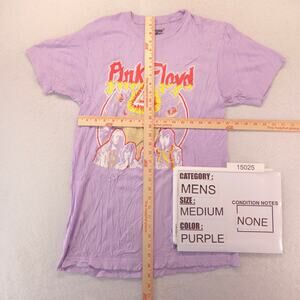 Pink Floyd
15025
CATEGORY :
MENS
SIZE :
MEDIUM
COLOR :
PURPLE
CONDITION NOTES
NONE